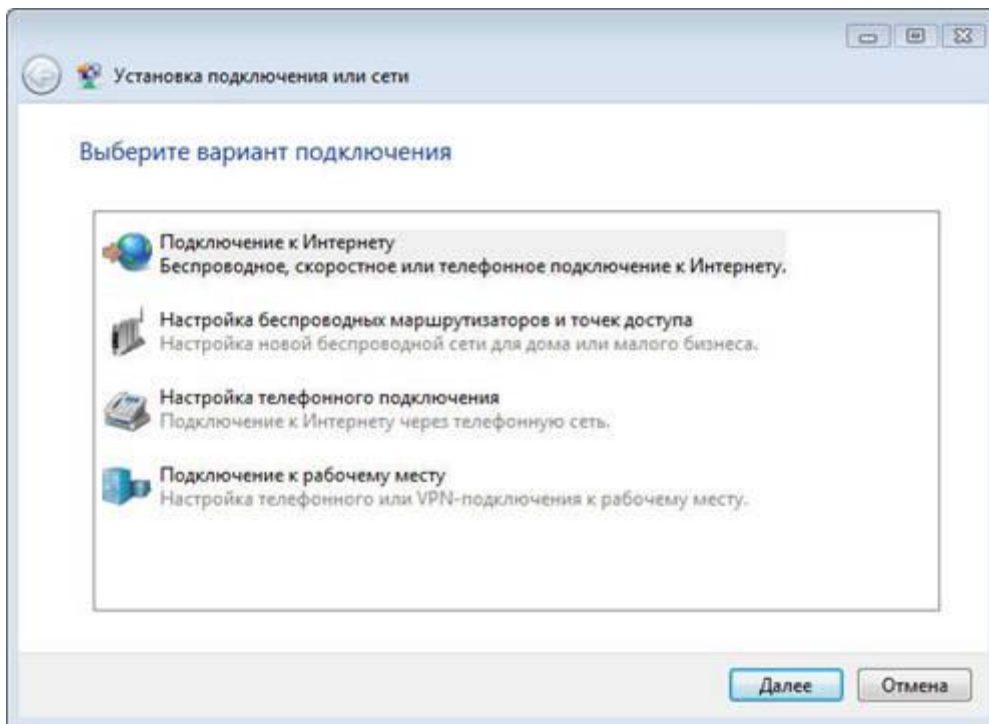 Установка подключения или сети
Выберите вариант подключения
Подключение к Интернету
Беспроводное, скоростное или телефонное подключение к Интернету.
Настройка беспроводных маршрутизаторов и точек доступа
Настройка новой беспроводной сети для дома или малого бизнеса.
Настройка телефонного подключения
Подключение к Интернету через телефонную сеть.
Подключение к рабочему месту
Настройка телефонного или VPN-подключения к рабочему месту.
Далее
Отмена